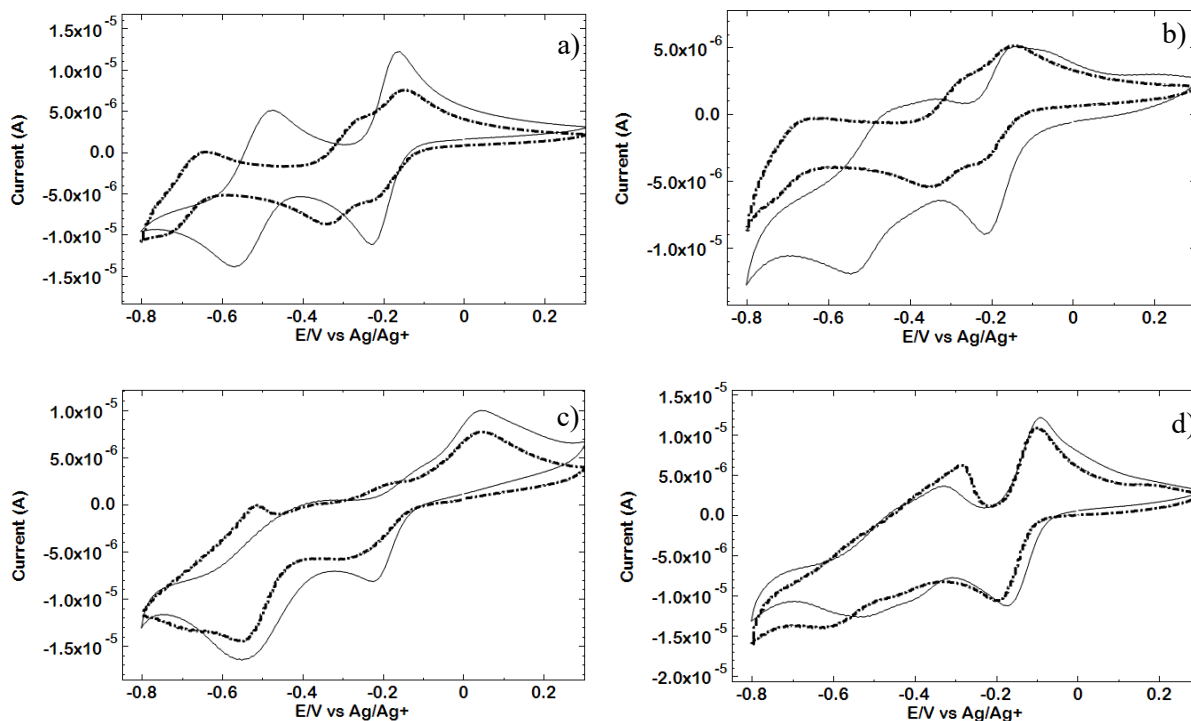 a)
Current (A)
1.5x10 -5
1.0x10 -5
5.0x10 -6
0.0
-5.0x10 -6
-1.0x10 -5
-1.5x10 -5
-0.8 -0.6 -0.4 -0.2 0 0.2
E/V vs Ag/Ag+
b)
Current (A)
5.0x10 -6
0.0
-5.0x10 -6
-1.0x10 -5
-0.8 -0.6 -0.4 -0.2 0 0.2
E/V vs Ag/Ag+
c)
Current (A)
1.0x10 -5
5.0x10 -6
0.0
-5.0x10 -6
-1.0x10 -5
-1.5x10 -5
-0.8 -0.6 -0.4 -0.2 0 0.2
E/V vs Ag/Ag+
d)
Current (A)
1.5x10 -5
1.0x10 -5
5.0x10 -6
0.0
-5.0x10 -6
-1.0x10 -5
-1.5x10 -5
-2.0x10 -5
-0.8 -0.6 -0.4 -0.2 0 0.2
E/V vs Ag/Ag+